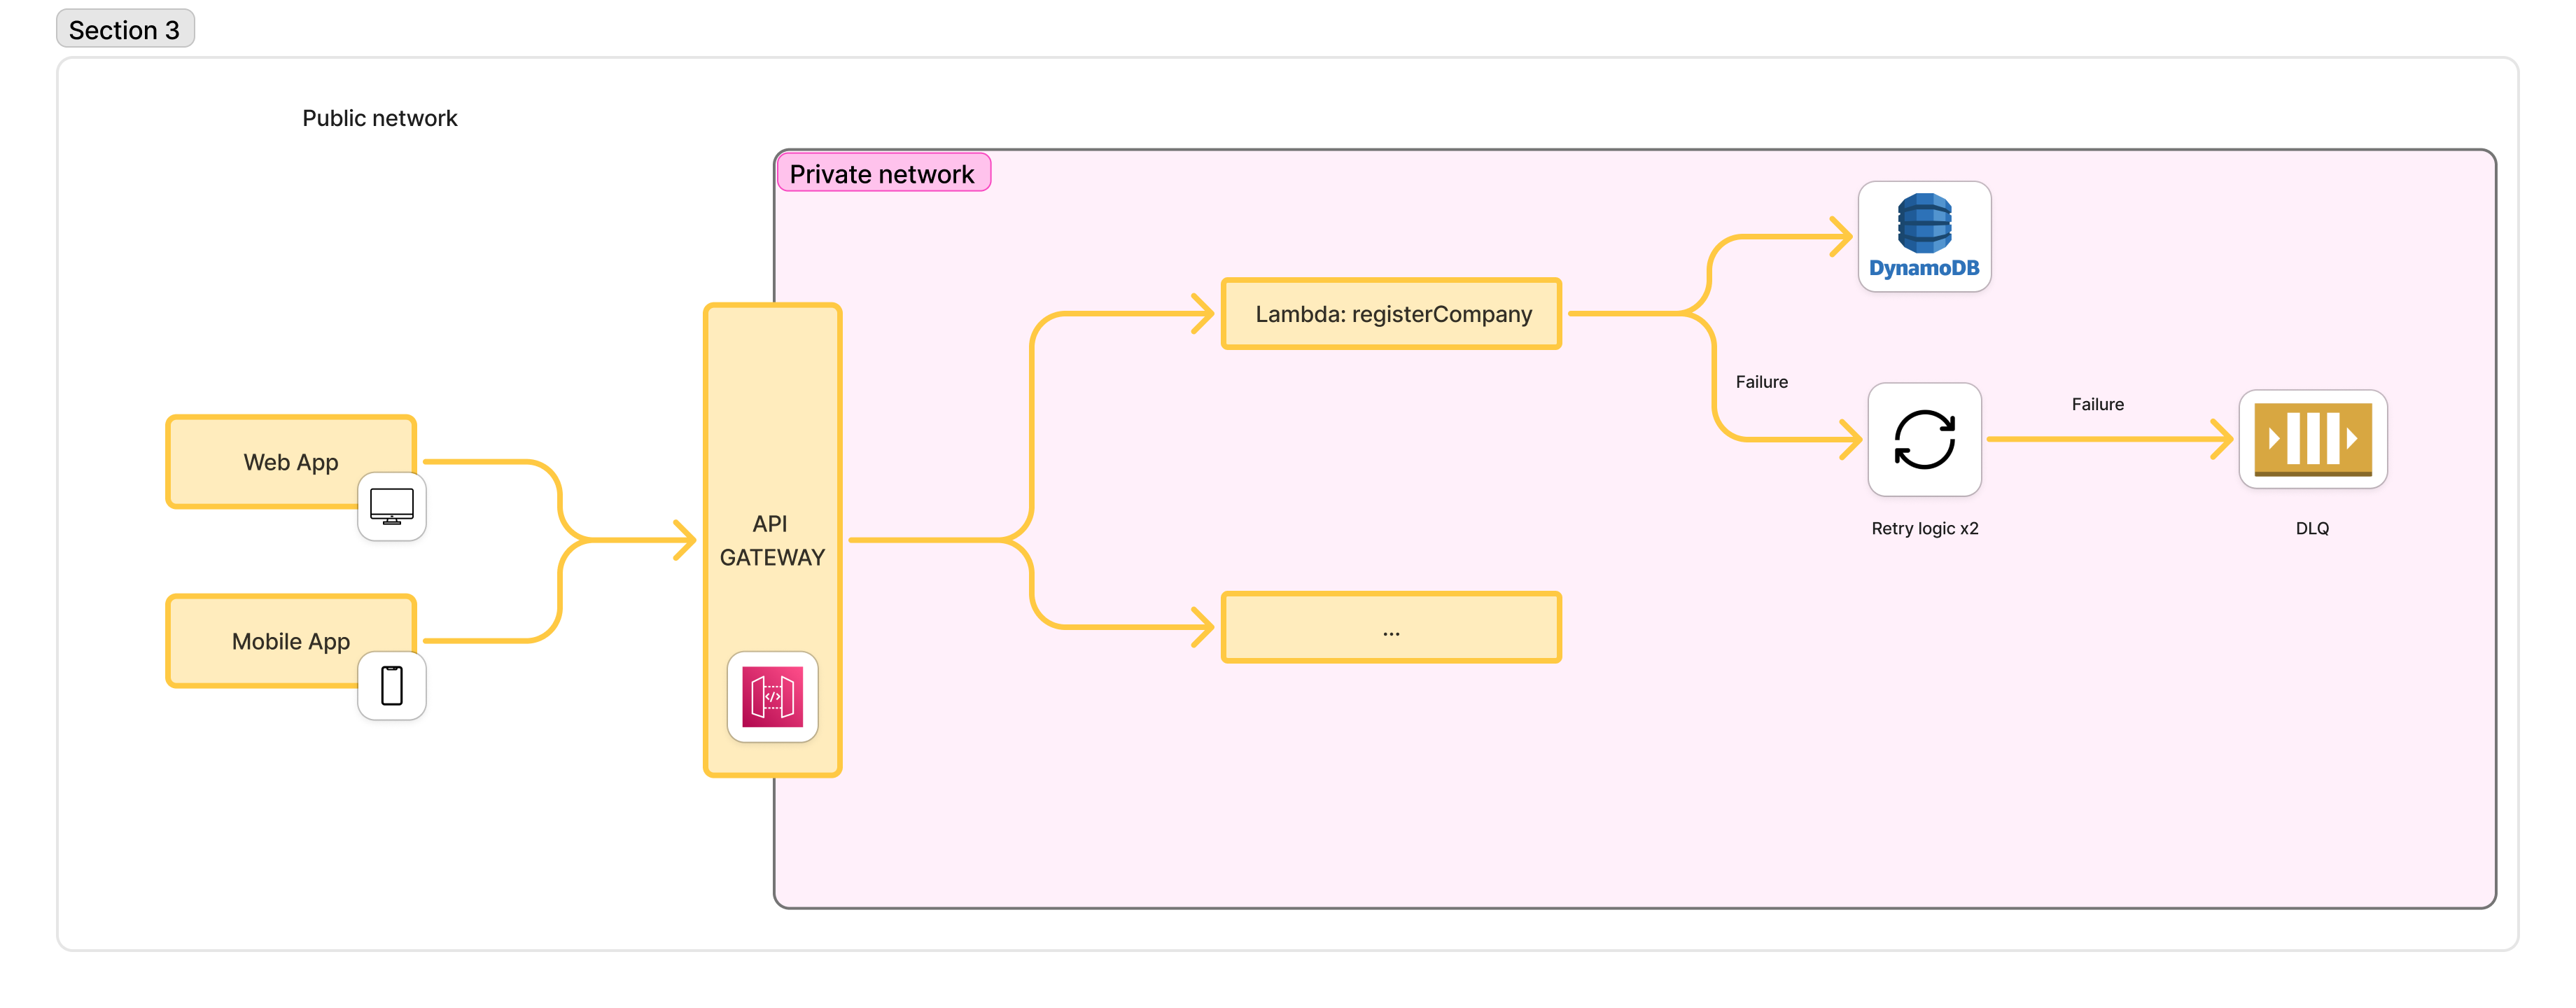 Section 3
Public network
Private network
DynamoDB
Lambda: registerCompany
Failure
Failure
Web App
API
GATEWAY
Retry logic x2
DLQ
Mobile App
...
</>